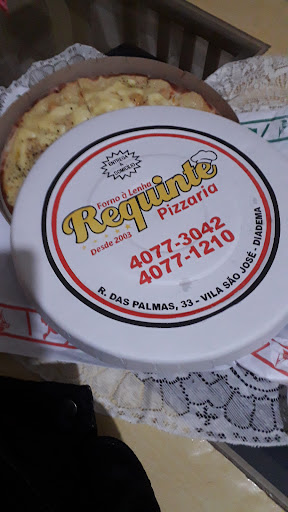 ENTREGA
A
DOMICÍLIO
Forno à Lenha
Requinte
Pizzaria
Desde 2003
4077-3042
4077-1210
R. DAS PALMAS, 33 - VILA SÃO JOSÉ - DIADEMA